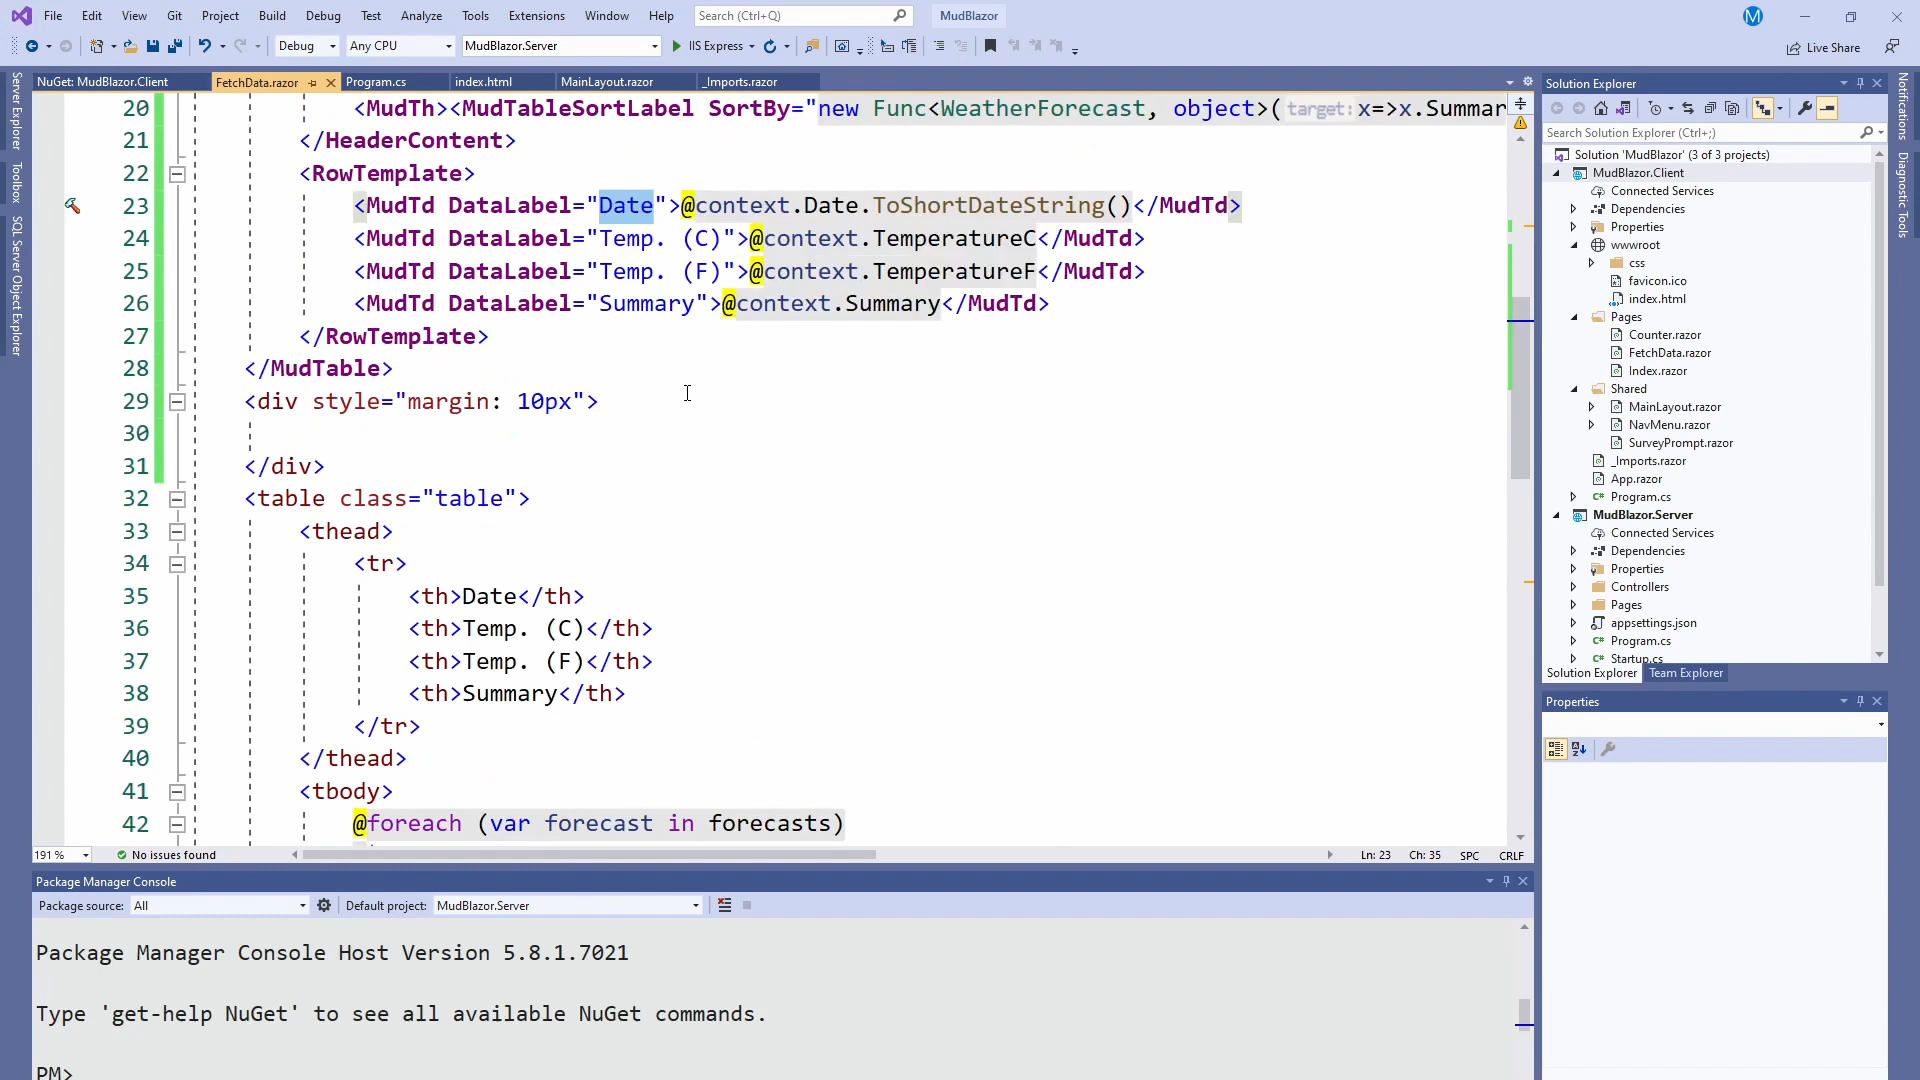 File Edit View Git Project Build Debug Test Analyze Tools Extensions Window Help Search (Ctrl+Q) MudBlazor M
Debug Any CPU MudBlazor.Server IIS Express Live Share
NuGet: MudBlazor.Client FetchData.razor Program.cs index.html MainLayout.razor _Imports.razor
Server Explorer
Toolbox
SQL Server Object Explorer
20 <MudTh><MudTableSortLabel SortBy="new Func<WeatherForecast, object>(target:x=>x.Summar
21 </HeaderContent>
22 <RowTemplate>
23 <MudTd DataLabel="Date">@context.Date.ToShortDateString()</MudTd>
24 <MudTd DataLabel="Temp. (C)">@context.TemperatureC</MudTd>
25 <MudTd DataLabel="Temp. (F)">@context.TemperatureF</MudTd>
26 <MudTd DataLabel="Summary">@context.Summary</MudTd>
27 </RowTemplate>
28 </MudTable>
29 <div style="margin: 10px">
30
31 </div>
32 <table class="table">
33 <thead>
34 <tr>
35 <th>Date</th>
36 <th>Temp. (C)</th>
37 <th>Temp. (F)</th>
38 <th>Summary</th>
39 </tr>
40 </thead>
41 <tbody>
42 @foreach (var forecast in forecasts)
191 % No issues found Ln: 23 Ch: 35 SPC CRLF
Package Manager Console
Package source: All Default project: MudBlazor.Server
Package Manager Console Host Version 5.8.1.7021
Type 'get-help NuGet' to see all available NuGet commands.
PM>
Solution Explorer
Search Solution Explorer (Ctrl+;)
Solution 'MudBlazor' (3 of 3 projects)
MudBlazor.Client
Connected Services
Dependencies
Properties
wwwroot
css
favicon.ico
index.html
Pages
Counter.razor
FetchData.razor
Index.razor
Shared
MainLayout.razor
NavMenu.razor
SurveyPrompt.razor
_Imports.razor
App.razor
C# Program.cs
MudBlazor.Server
Connected Services
Dependencies
Properties
Controllers
Pages
appsettings.json
C# Program.cs
C# Startup.cs
Solution Explorer Team Explorer
Properties
Notifications
Diagnostic Tools